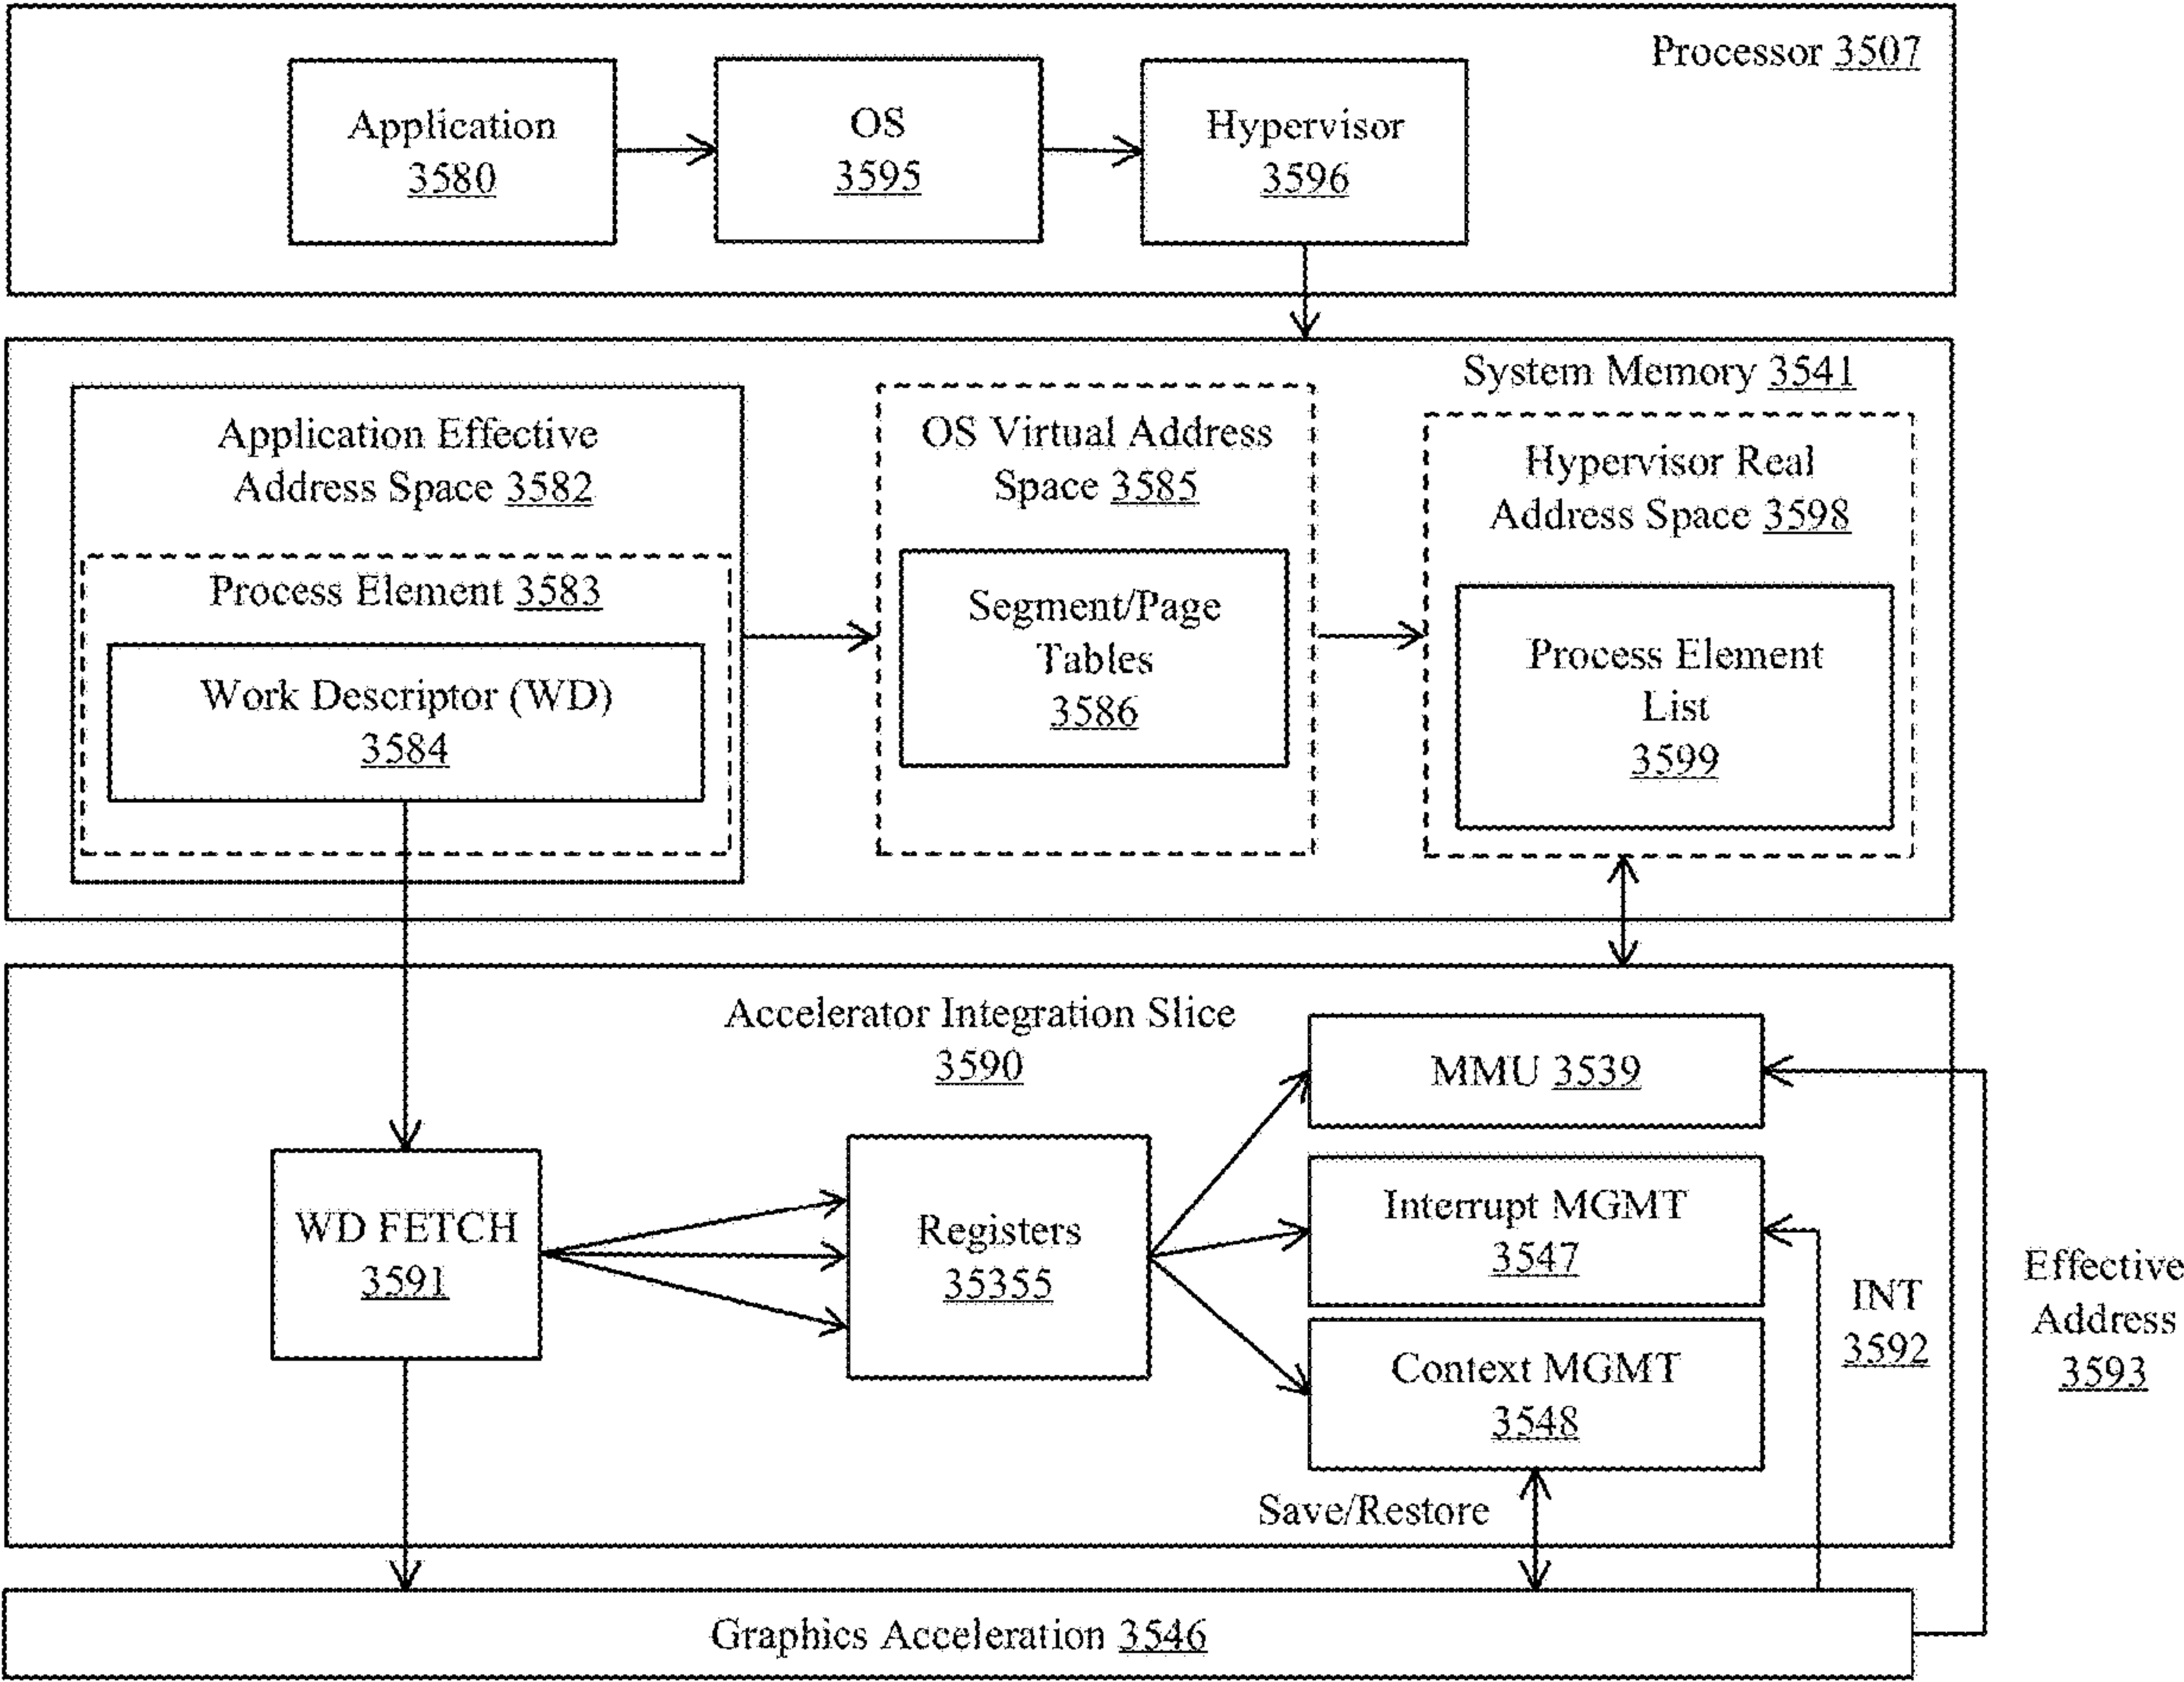 Processor 3507
Application
3580
OS
3595
Hypervisor
3596
System Memory 3541
Application Effective
Address Space 3582
Process Element 3583
Work Descriptor (WD)
3584
OS Virtual Address
Space 3585
Segment/Page
Tables
3586
Hypervisor Real
Address Space 3598
Process Element
List
3599
Accelerator Integration Slice
3590
WD FETCH
3591
Registers
35355
MMU 3539
Interrupt MGMT
3547
Context MGMT
3548
Save/Restore
INT
3592
Effective
Address
3593
Graphics Acceleration 3546